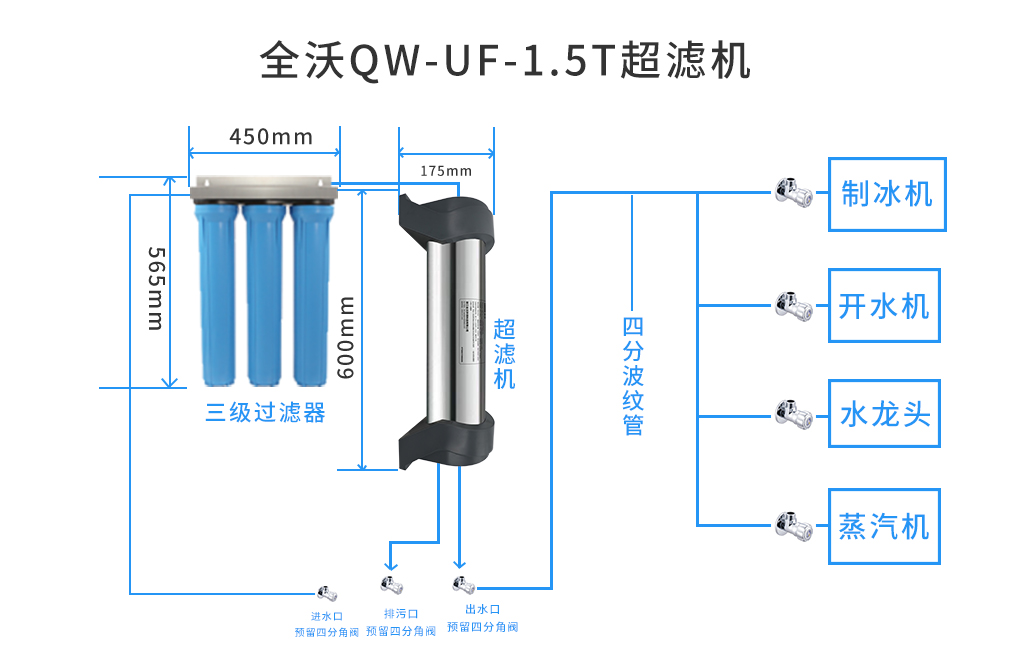 全沃QW-UF-1.5T超滤机
450mm
175mm
565mm
600mm
三级过滤器
超滤机
四分波纹管
制冰机
开水机
水龙头
蒸汽机
进水口
预留四分角阀
排污口
预留四分角阀
出水口
预留四分角阀